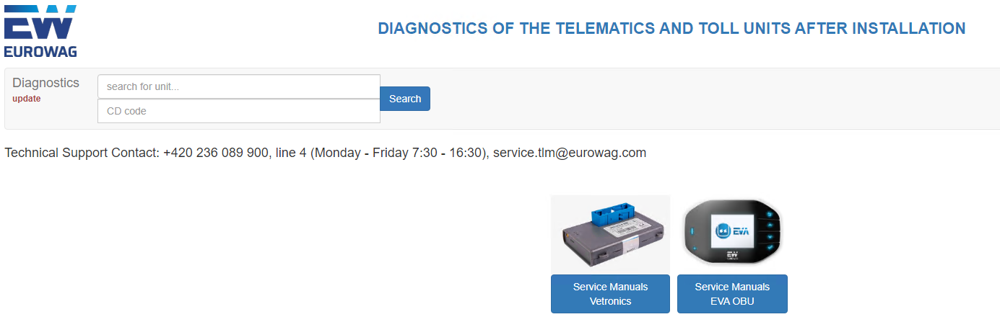 EW
EUROWAG
DIAGNOSTICS OF THE TELEMATICS AND TOLL UNITS AFTER INSTALLATION
Diagnostics
update
search for unit...
CD code
Search
Technical Support Contact: +420 236 089 900, line 4 (Monday - Friday 7:30 - 16:30), service.tlm@eurowag.com
EVA
EW
Service Manuals
Vetronics
Service Manuals
EVA OBU